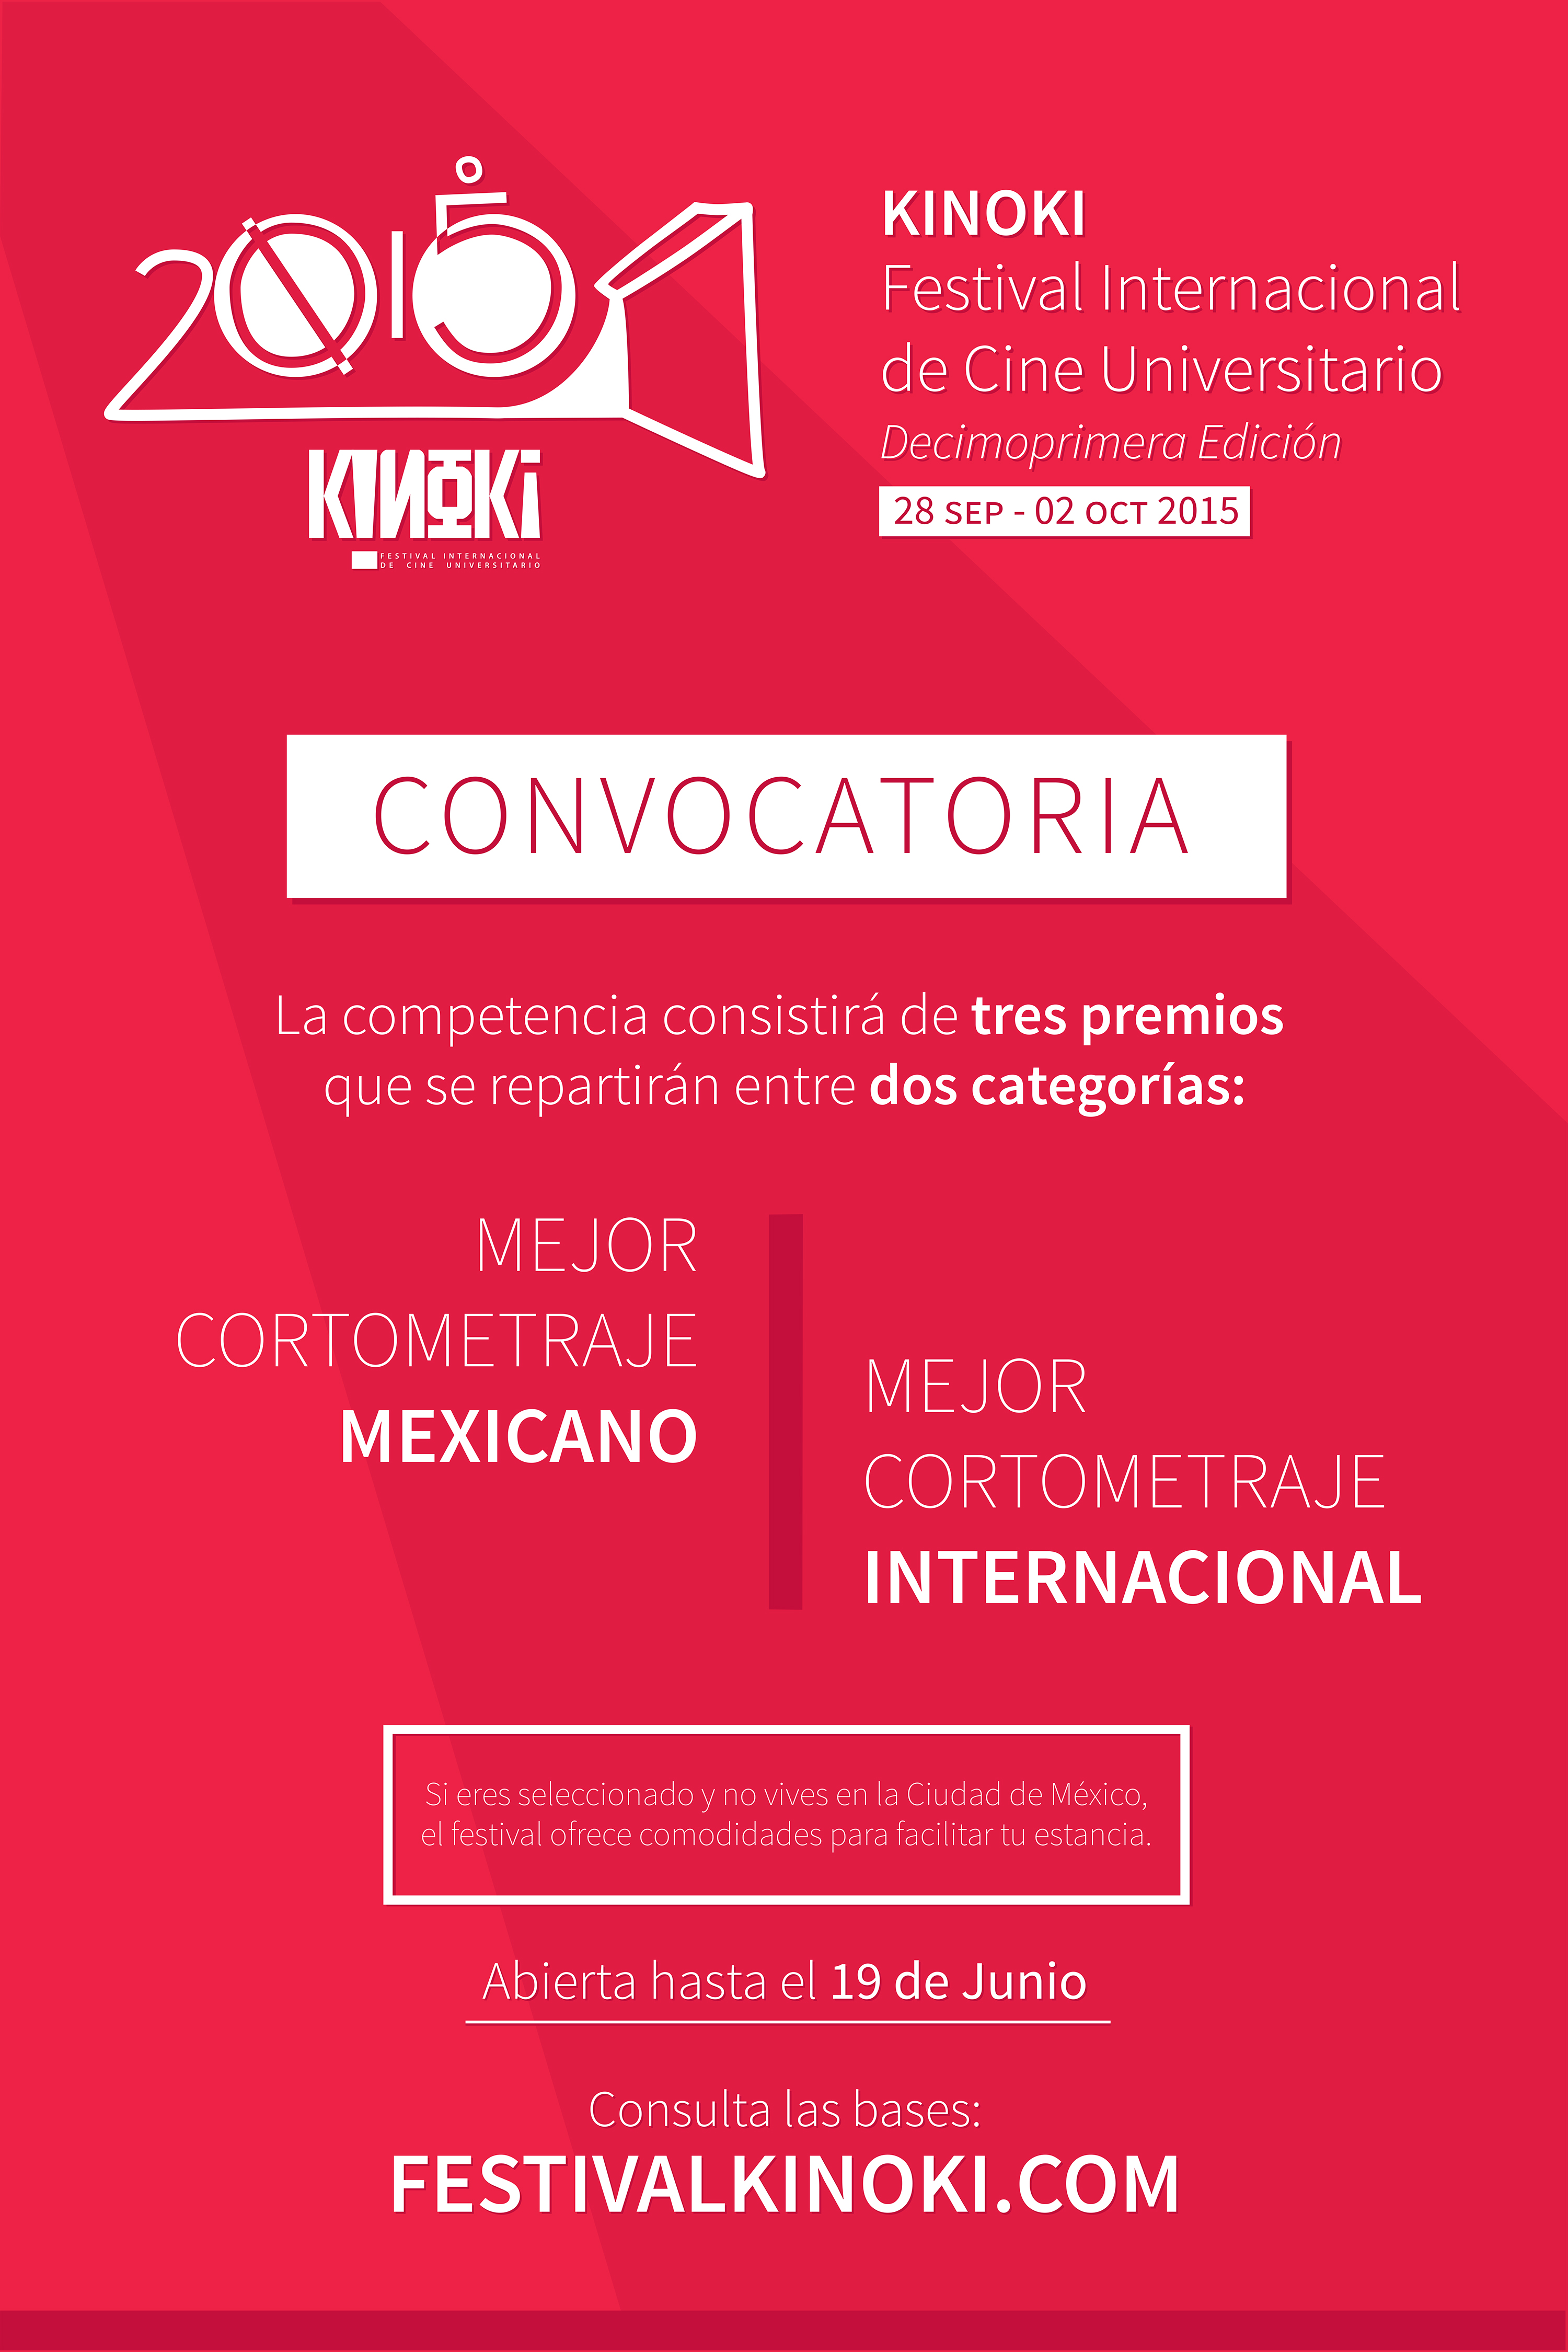 2015
KINOKI
FESTIVAL INTERNACIONAL
DE CINE UNIVERSITARIO
KINOKI
Festival Internacional
de Cine Universitario
Decimoprimera Edición
28 SEP - 02 OCT 2015
CONVOCATORIA
La competencia consistirá de tres premios
que se repartirán entre dos categorías:
MEJOR
CORTOMETRAJE
MEXICANO
MEJOR
CORTOMETRAJE
INTERNACIONAL
Si eres seleccionado y no vives en la Ciudad de México,
el festival ofrece comodidades para facilitar tu estancia.
Abierta hasta el 19 de Junio
Consulta las bases:
FESTIVALKINOKI.COM